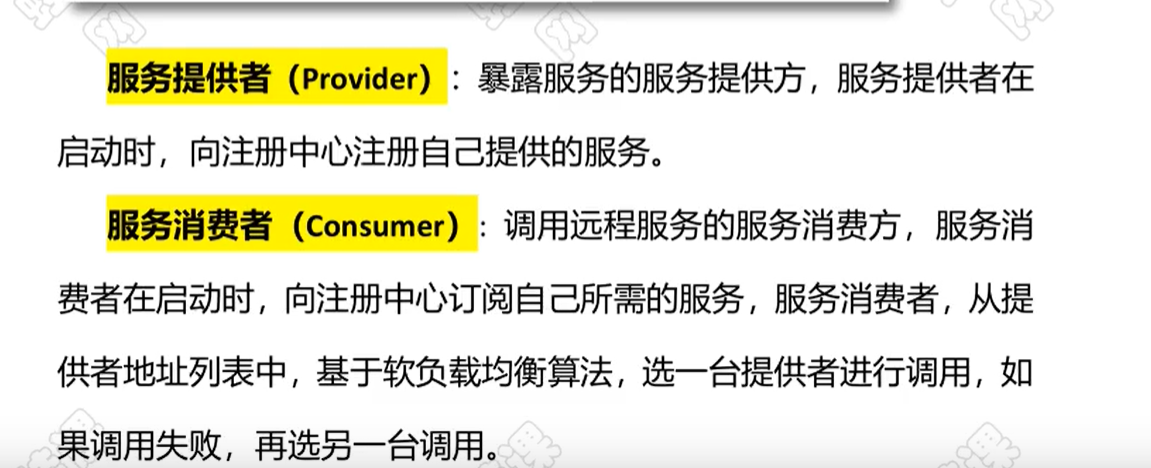 服务提供者（Provider）：暴露服务的服务提供方，服务提供者在
启动时，向注册中心注册自己提供的服务。
服务消费者（Consumer）：调用远程服务的服务消费方，服务消
费者在启动时，向注册中心订阅自己所需的服务，服务消费者，从提
供者地址列表中，基于软负载均衡算法，选一台提供者进行调用，如
果调用失败，再选另一台调用。